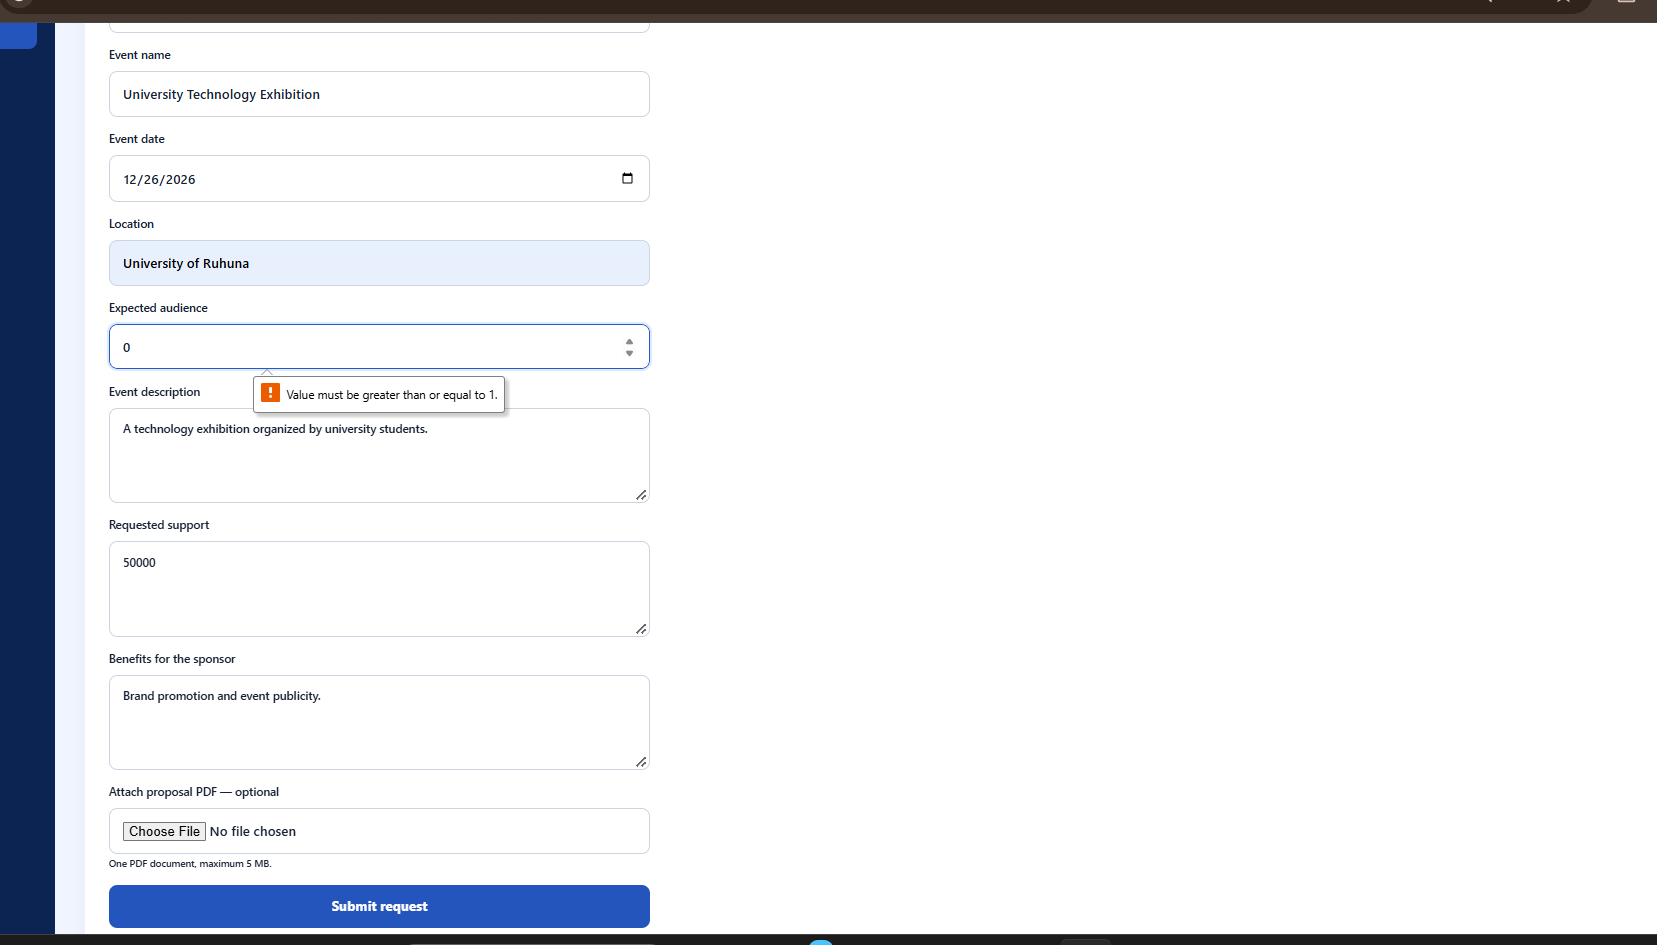 Event name
University Technology Exhibition
Event date
12/26/2026
Location
University of Ruhuna
Expected audience
0
Value must be greater than or equal to 1.
Event description
A technology exhibition organized by university students.
Requested support
50000
Benefits for the sponsor
Brand promotion and event publicity.
Attach proposal PDF — optional
Choose File No file chosen
One PDF document, maximum 5 MB.
Submit request